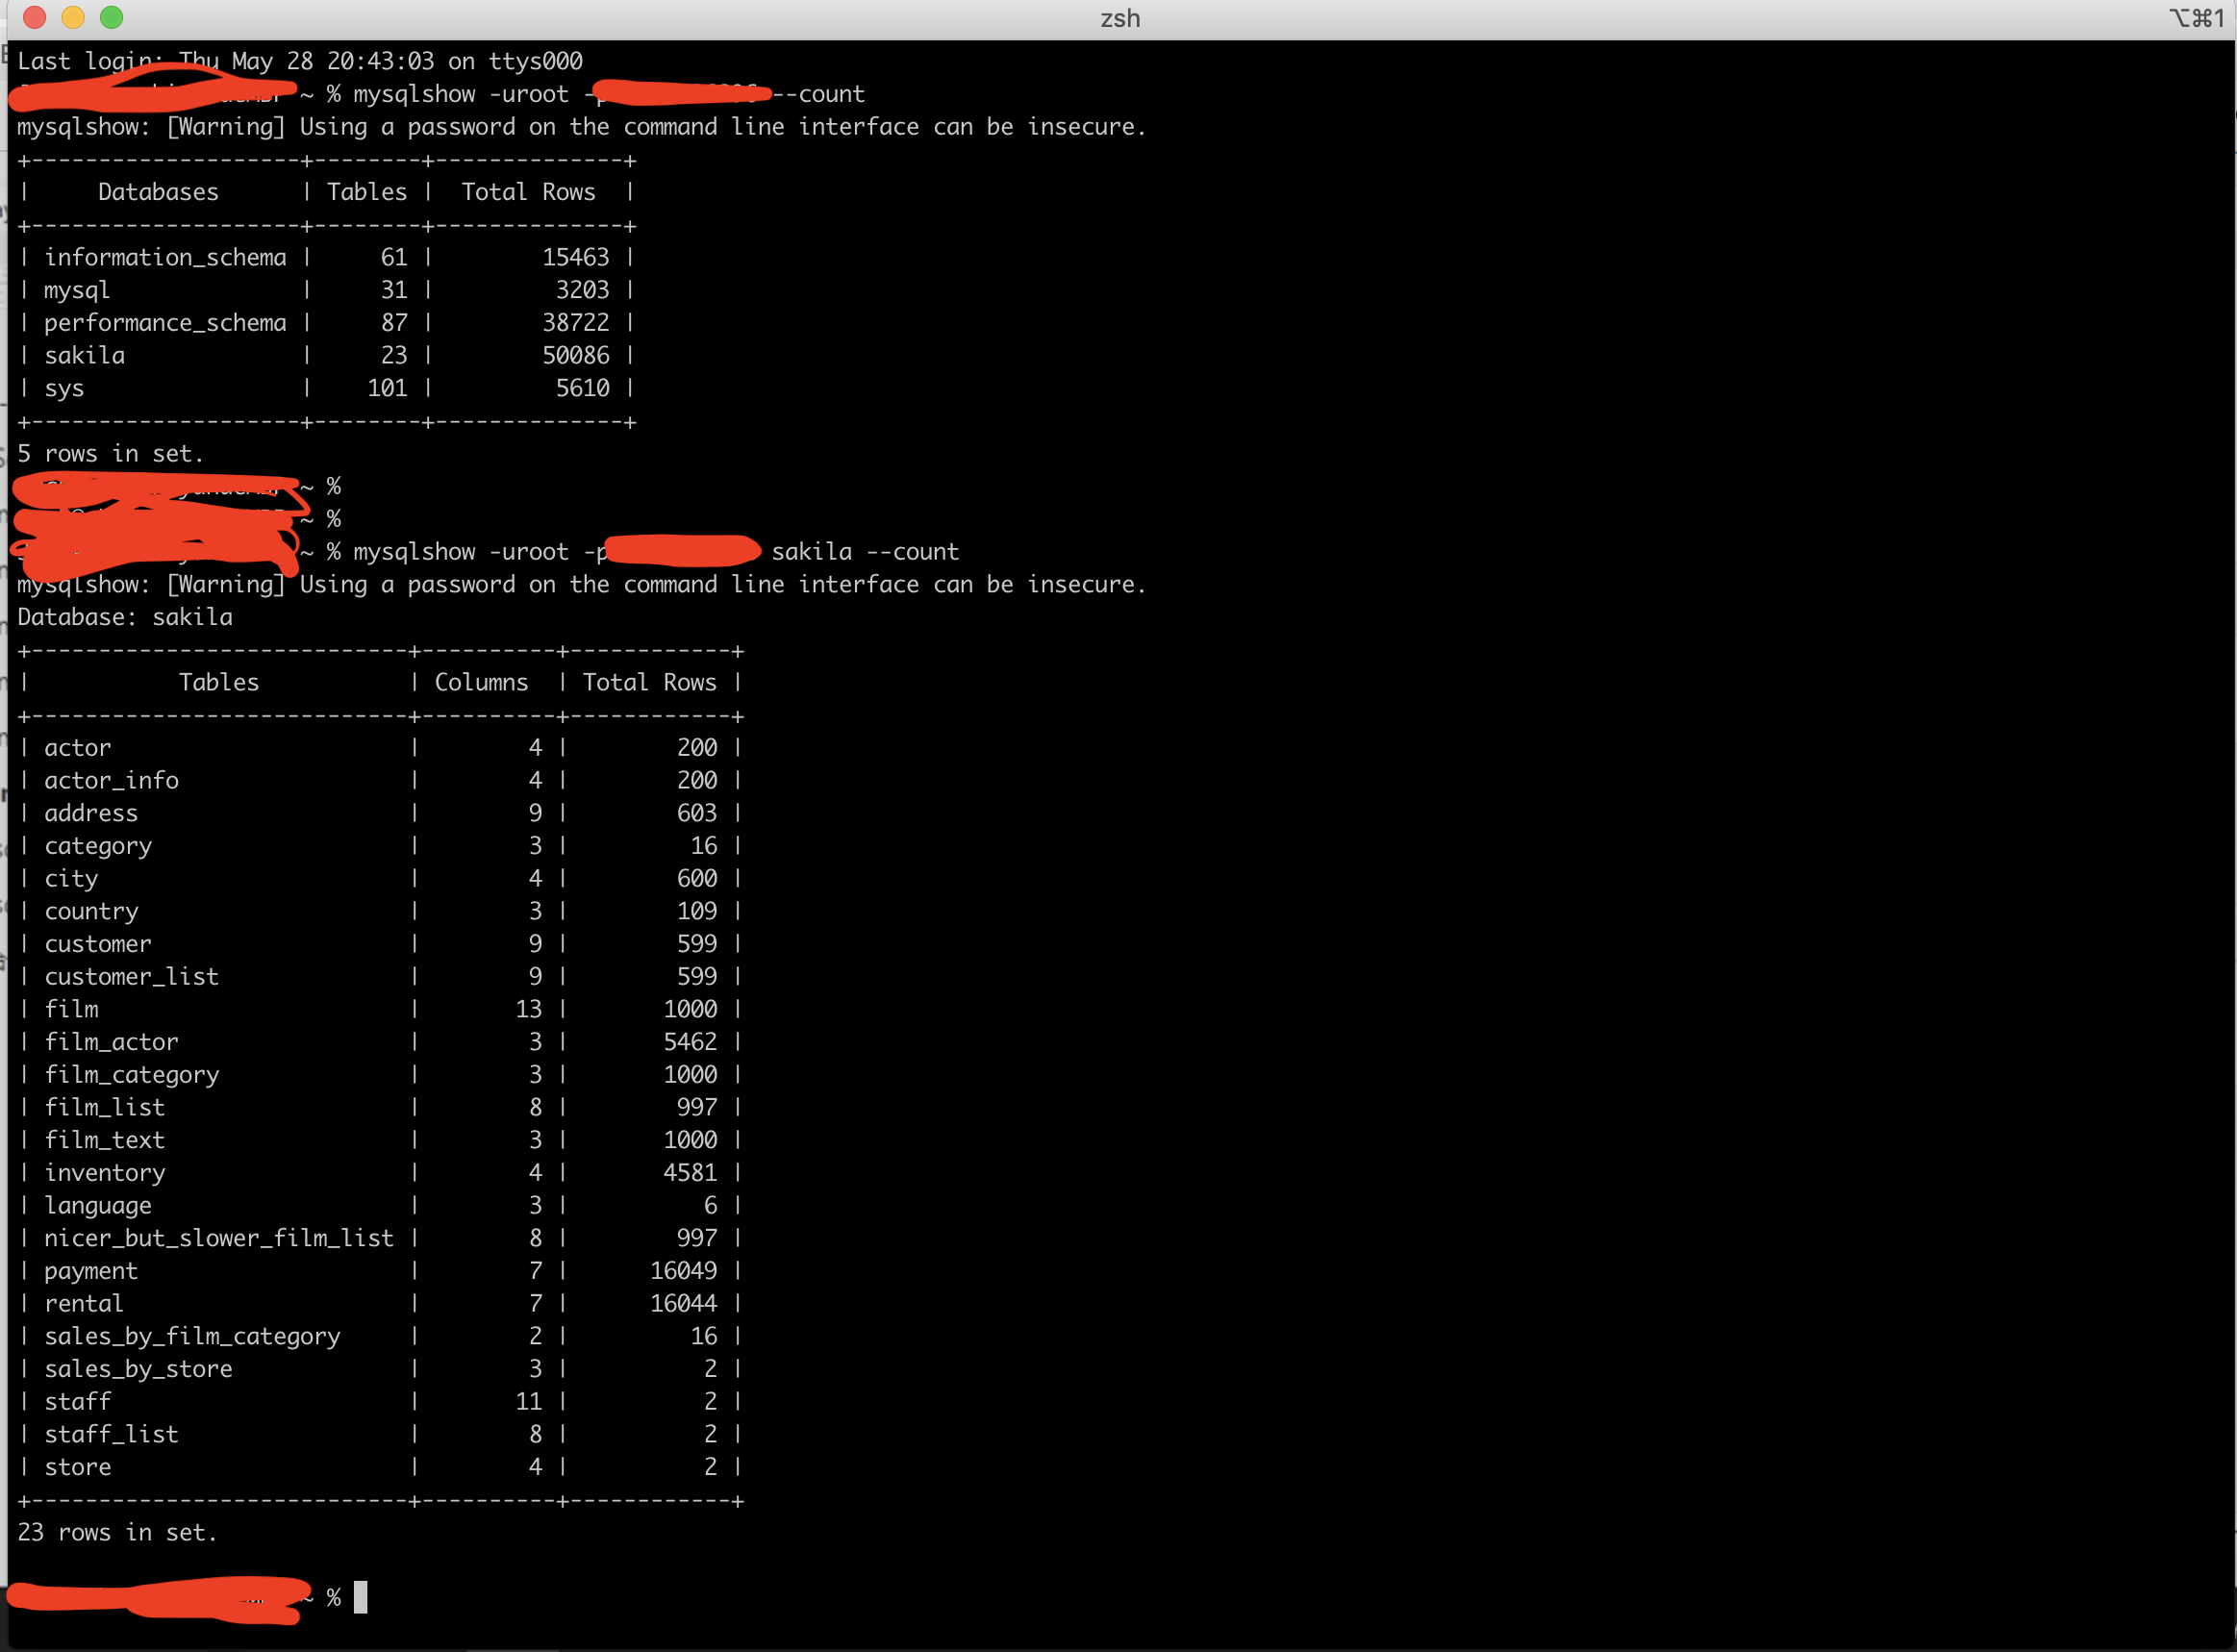 zsh
⌥⌘1
Last login: Thu May 28 20:43:03 on ttys000
~ % mysqlshow -uroot -p --count
mysqlshow: [Warning] Using a password on the command line interface can be insecure.
+--------------------+--------+--------------+
|     Databases      | Tables |  Total Rows  |
+--------------------+--------+--------------+
| information_schema |     61 |        15463 |
| mysql              |     31 |         3203 |
| performance_schema |     87 |        38722 |
| sakila             |     23 |        50086 |
| sys                |    101 |         5610 |
+--------------------+--------+--------------+
5 rows in set.
~ %
~ %
~ % mysqlshow -uroot -p sakila --count
mysqlshow: [Warning] Using a password on the command line interface can be insecure.
Database: sakila
+----------------------------+----------+------------+
|           Tables           | Columns  | Total Rows |
+----------------------------+----------+------------+
| actor                      |        4 |        200 |
| actor_info                 |        4 |        200 |
| address                    |        9 |        603 |
| category                   |        3 |         16 |
| city                       |        4 |        600 |
| country                    |        3 |        109 |
| customer                   |        9 |        599 |
| customer_list              |        9 |        599 |
| film                       |       13 |       1000 |
| film_actor                 |        3 |       5462 |
| film_category              |        3 |       1000 |
| film_list                  |        8 |        997 |
| film_text                  |        3 |       1000 |
| inventory                  |        4 |       4581 |
| language                   |        3 |          6 |
| nicer_but_slower_film_list |        8 |        997 |
| payment                    |        7 |      16049 |
| rental                     |        7 |      16044 |
| sales_by_film_category     |        2 |         16 |
| sales_by_store             |        3 |          2 |
| staff                      |       11 |          2 |
| staff_list                 |        8 |          2 |
| store                      |        4 |          2 |
+----------------------------+----------+------------+
23 rows in set.
~ %